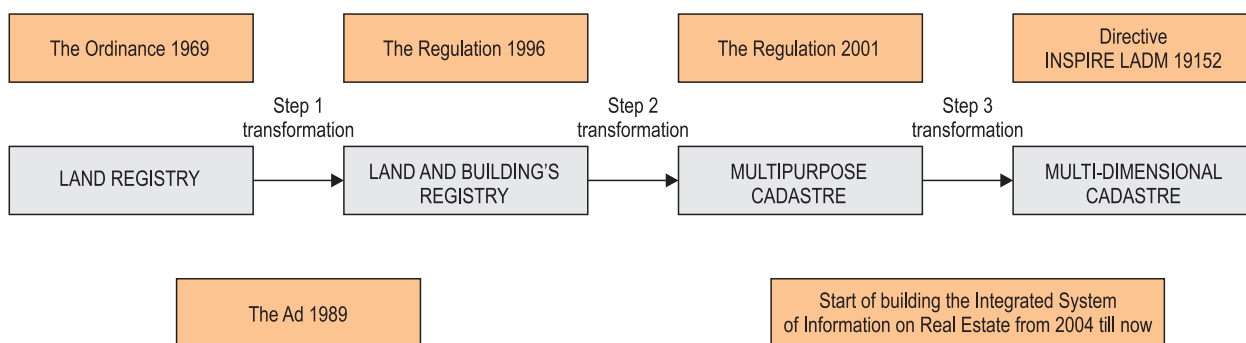 The Ordinance 1969
The Regulation 1996
The Regulation 2001
Directive
INSPIRE LADM 19152
Step 1
transformation
Step 2
transformation
Step 3
transformation
LAND REGISTRY
LAND AND BUILDING'S
REGISTRY
MULTIPURPOSE
CADASTRE
MULTI-DIMENSIONAL
CADASTRE
The Ad 1989
Start of building the Integrated System
of Information on Real Estate from 2004 till now